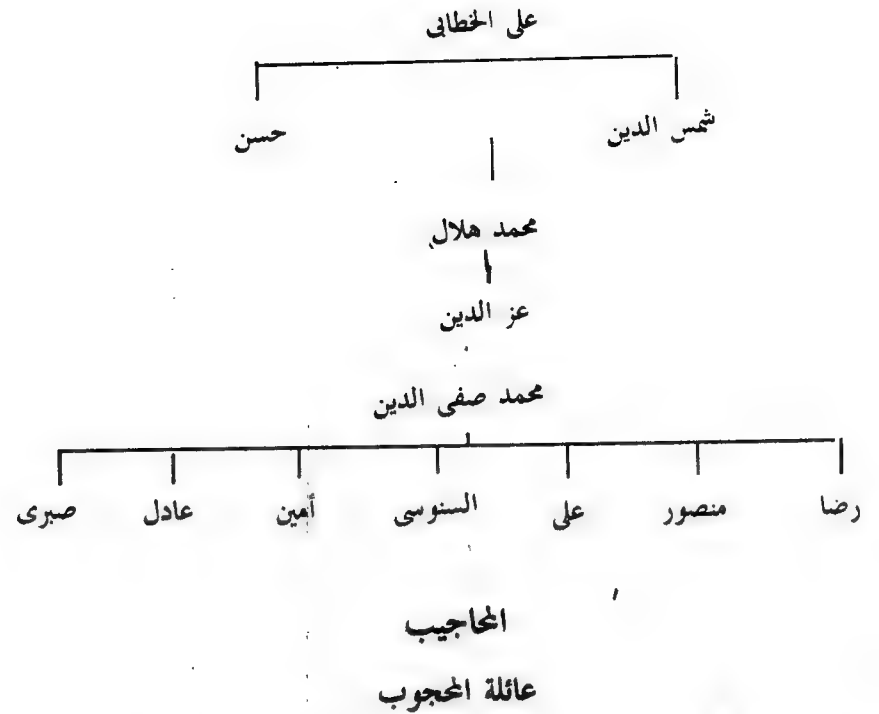 على الخطابى
شمس الدين حسن
محمد هلال
عز الدين
محمد صفى الدين
رضا منصور على السنوسى أمين عادل صبرى
المحاجيب
عائلة المحجوب